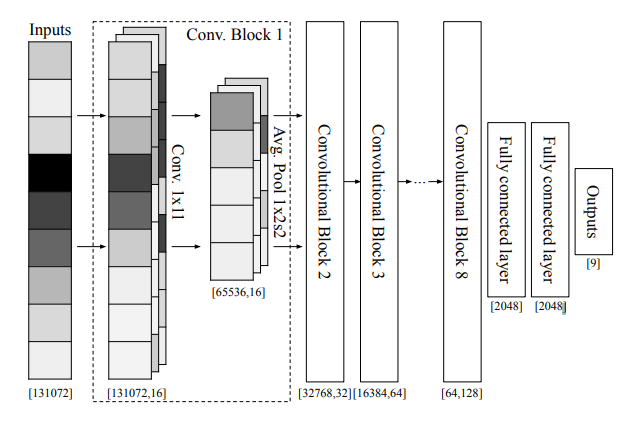 Inputs
Conv. Block 1
Conv. 1x11
Avg. Pool 1x2s2
Convolutional Block 2
Convolutional Block 3
...
Convolutional Block 8
Fully connected layer
Fully connected layer
Outputs
[131072]
[131072,16]
[65536,16]
[32768,32]
[16384,64]
[64,128]
[2048]
[2048]
[9]